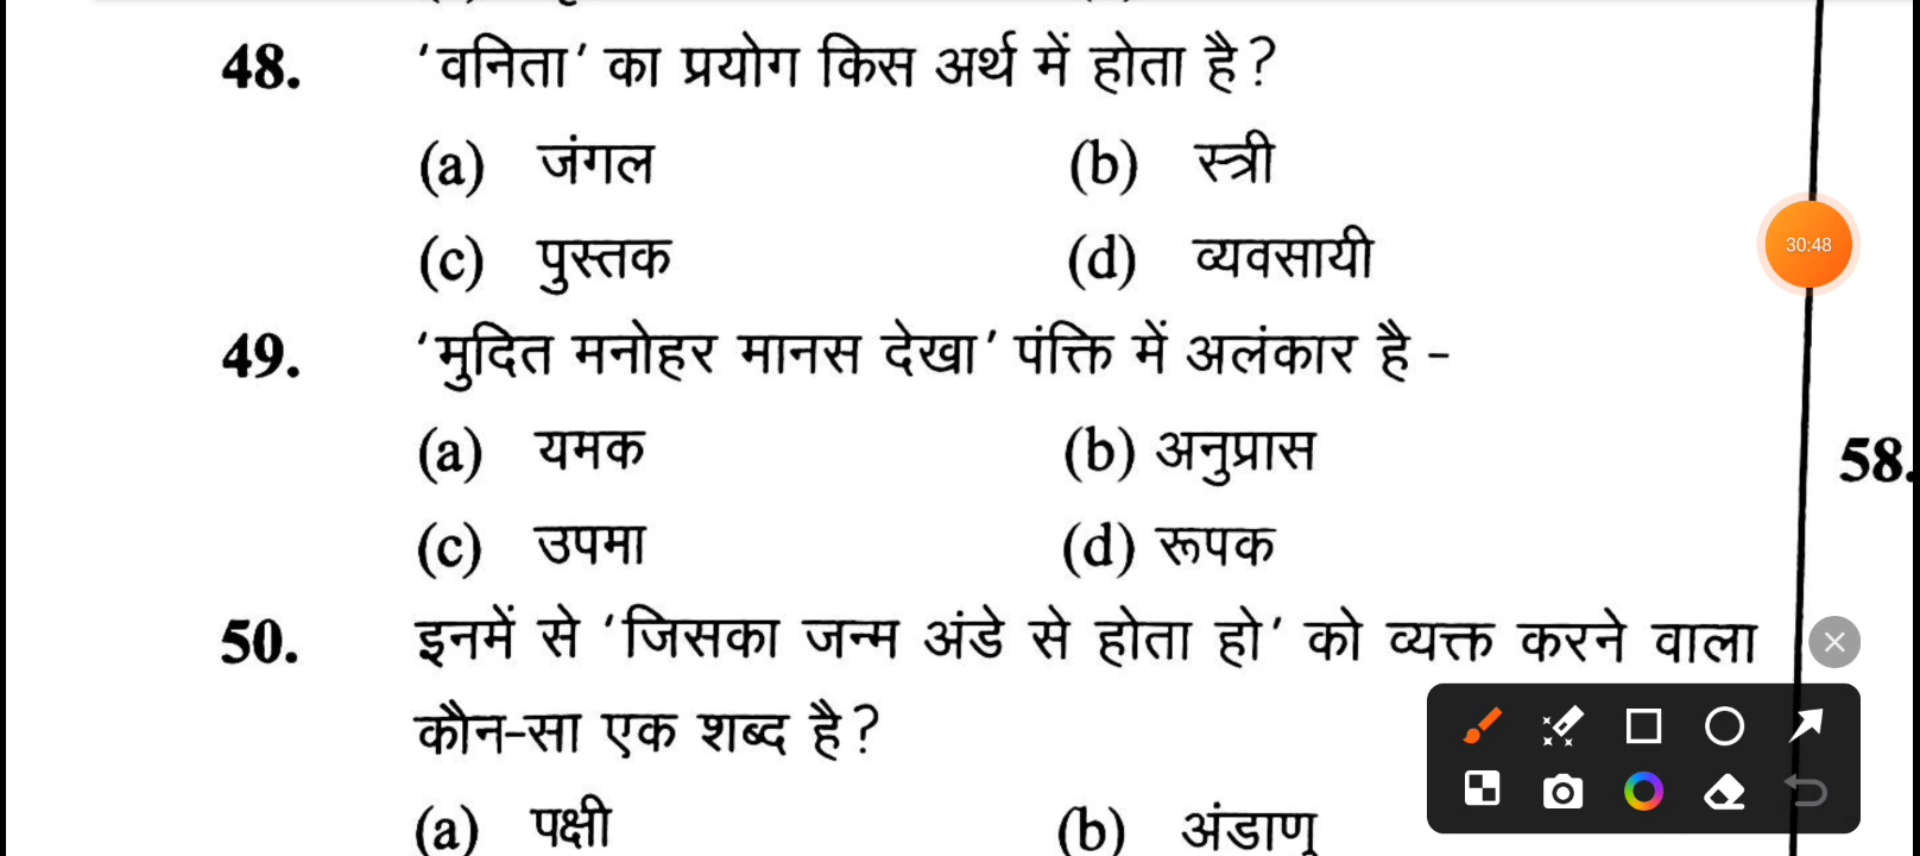 48. 'वनिता' का प्रयोग किस अर्थ में होता है?
(a) जंगल (b) स्त्री
(c) पुस्तक (d) व्यवसायी
30:48
49. 'मुदित मनोहर मानस देखा' पंक्ति में अलंकार है -
(a) यमक (b) अनुप्रास
58.
(c) उपमा (d) रूपक
50. इनमें से 'जिसका जन्म अंडे से होता हो' को व्यक्त करने वाला
कौन-सा एक शब्द है?
(a) पक्षी (b) अंडाणु